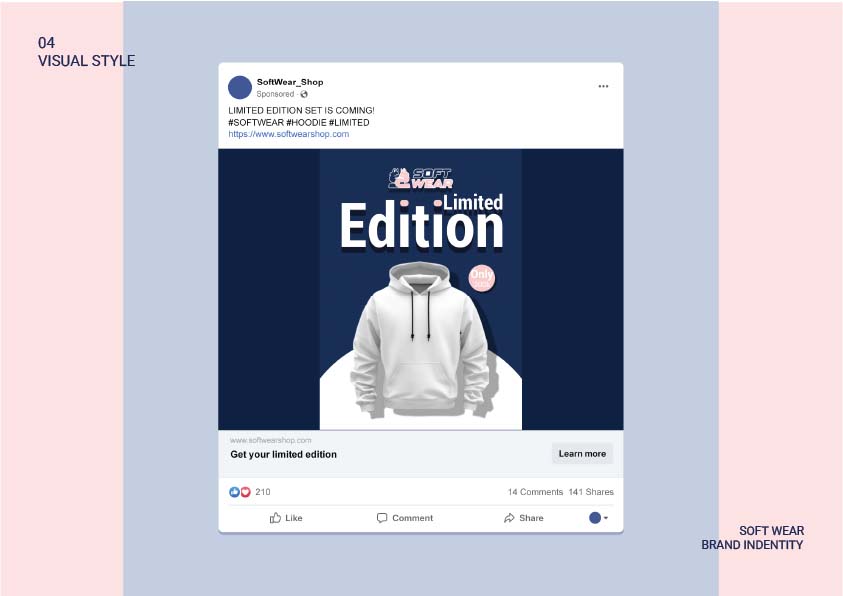 04
VISUAL STYLE
SoftWear_Shop
Sponsored ·
LIMITED EDITION SET IS COMING!
#SOFTWEAR #HOODIE #LIMITED
https://www.softwearshop.com
SOFT
WEAR
Limited
Edition
Only
www.softwearshop.com
Get your limited edition
Learn more
210
14 Comments 141 Shares
Like
Comment
Share
SOFT WEAR
BRAND INDENTITY